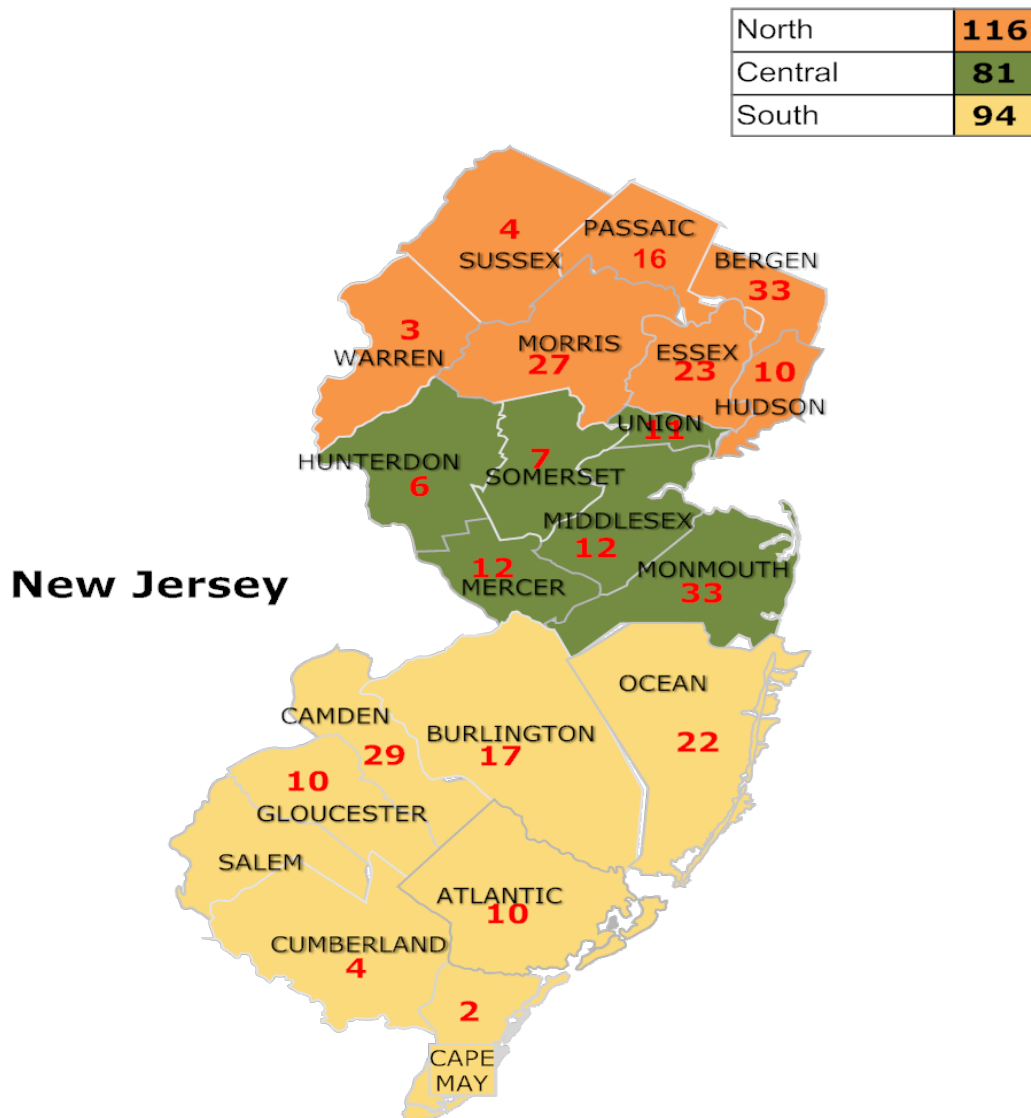 North 116
Central 81
South 94
4
SUSSEX
PASSAIC
16
BERGEN
33
3
WARREN
MORRIS
27
ESSEX
23
10
HUDSON
UNION
11
HUNTERDON
6
7
SOMERSET
MIDDLESEX
12
12
MERCER
MONMOUTH
33
New Jersey
OCEAN
22
CAMDEN
29
BURLINGTON
17
10
GLOUCESTER
SALEM
ATLANTIC
10
CUMBERLAND
4
2
CAPE
MAY